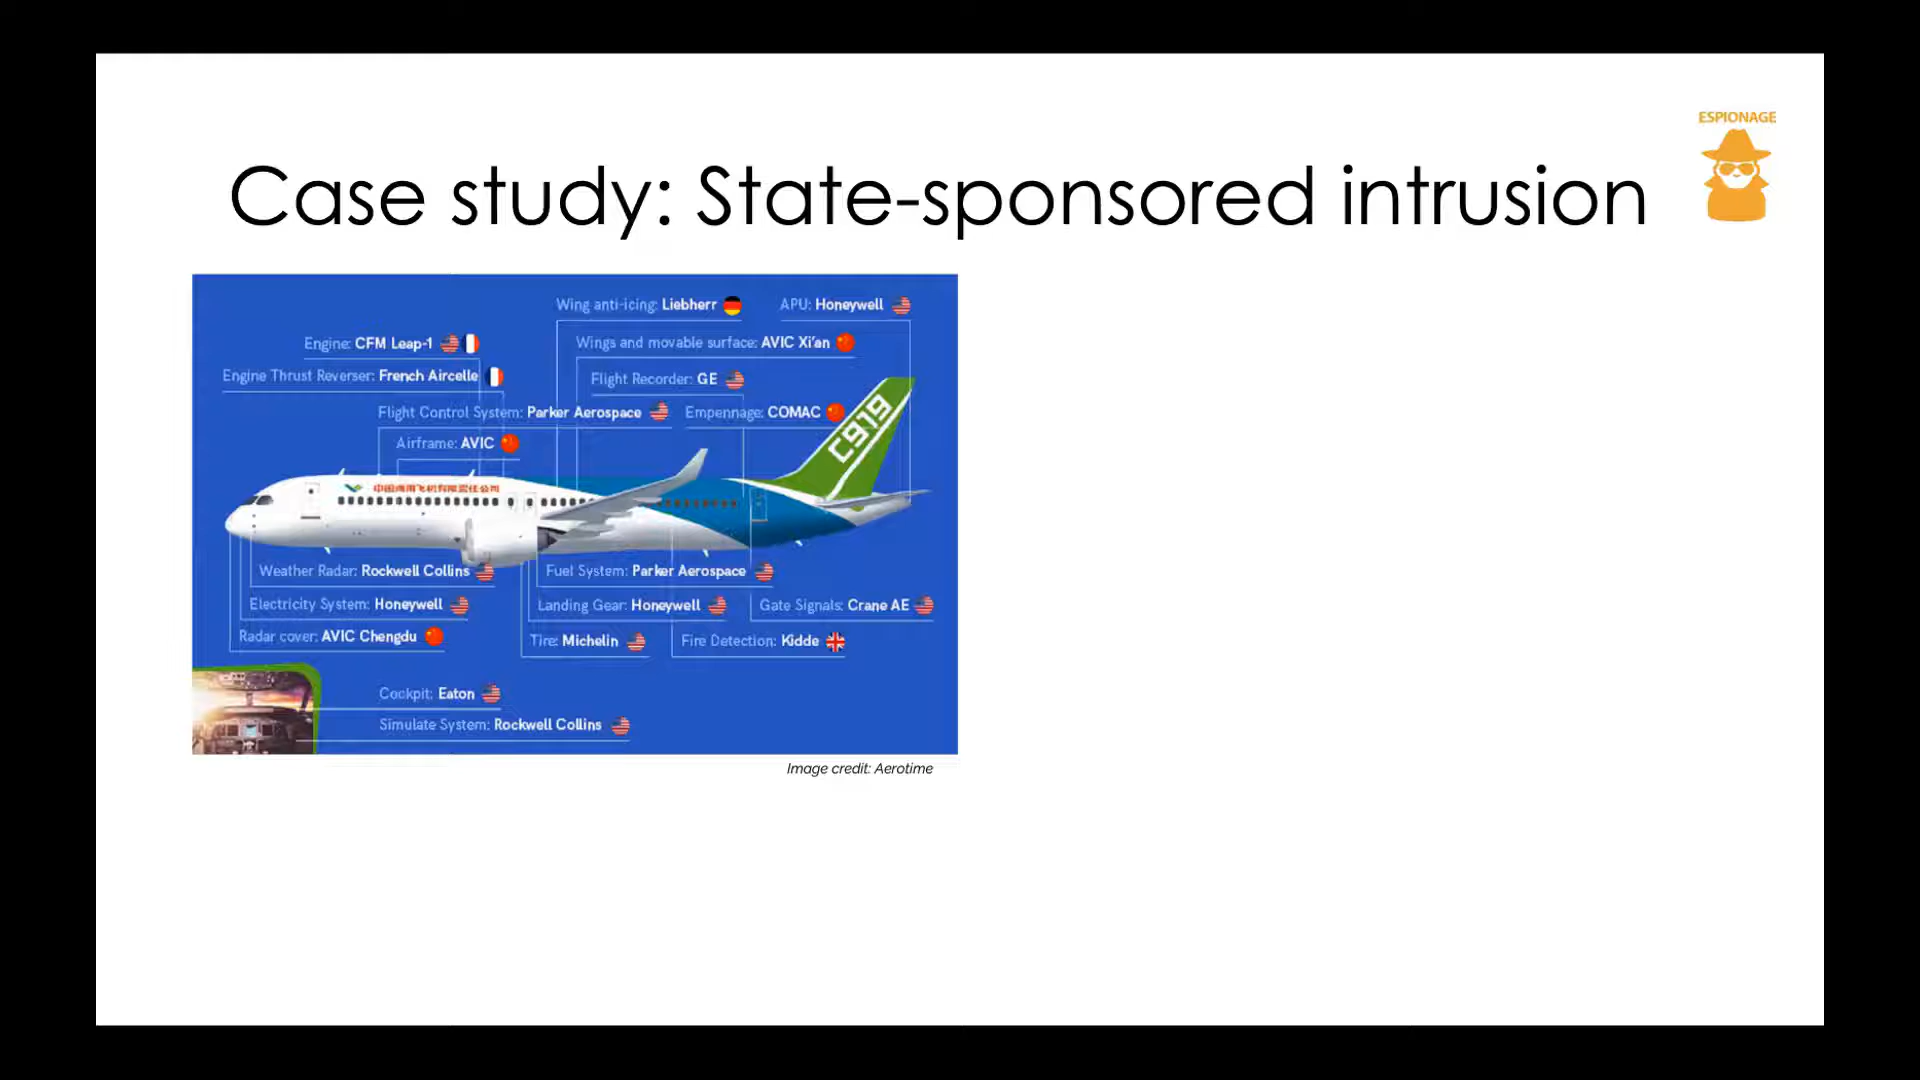 ESPIONAGE
Case study: State-sponsored intrusion
Wing anti-icing: Liebherr
APU: Honeywell
Engine: CFM Leap-1
Wings and movable surface: AVIC Xi'an
Engine Thrust Reverser: French Aircelle
Flight Recorder: GE
Flight Control System: Parker Aerospace
Empennage: COMAC
Airframe: AVIC
C919
中国商用飞机有限责任公司
Weather Radar: Rockwell Collins
Fuel System: Parker Aerospace
Electricity System: Honeywell
Landing Gear: Honeywell
Gate Signals: Crane AE
Radar cover: AVIC Chengdu
Tire: Michelin
Fire Detection: Kidde
Cockpit: Eaton
Simulate System: Rockwell Collins
Image credit: Aerotime